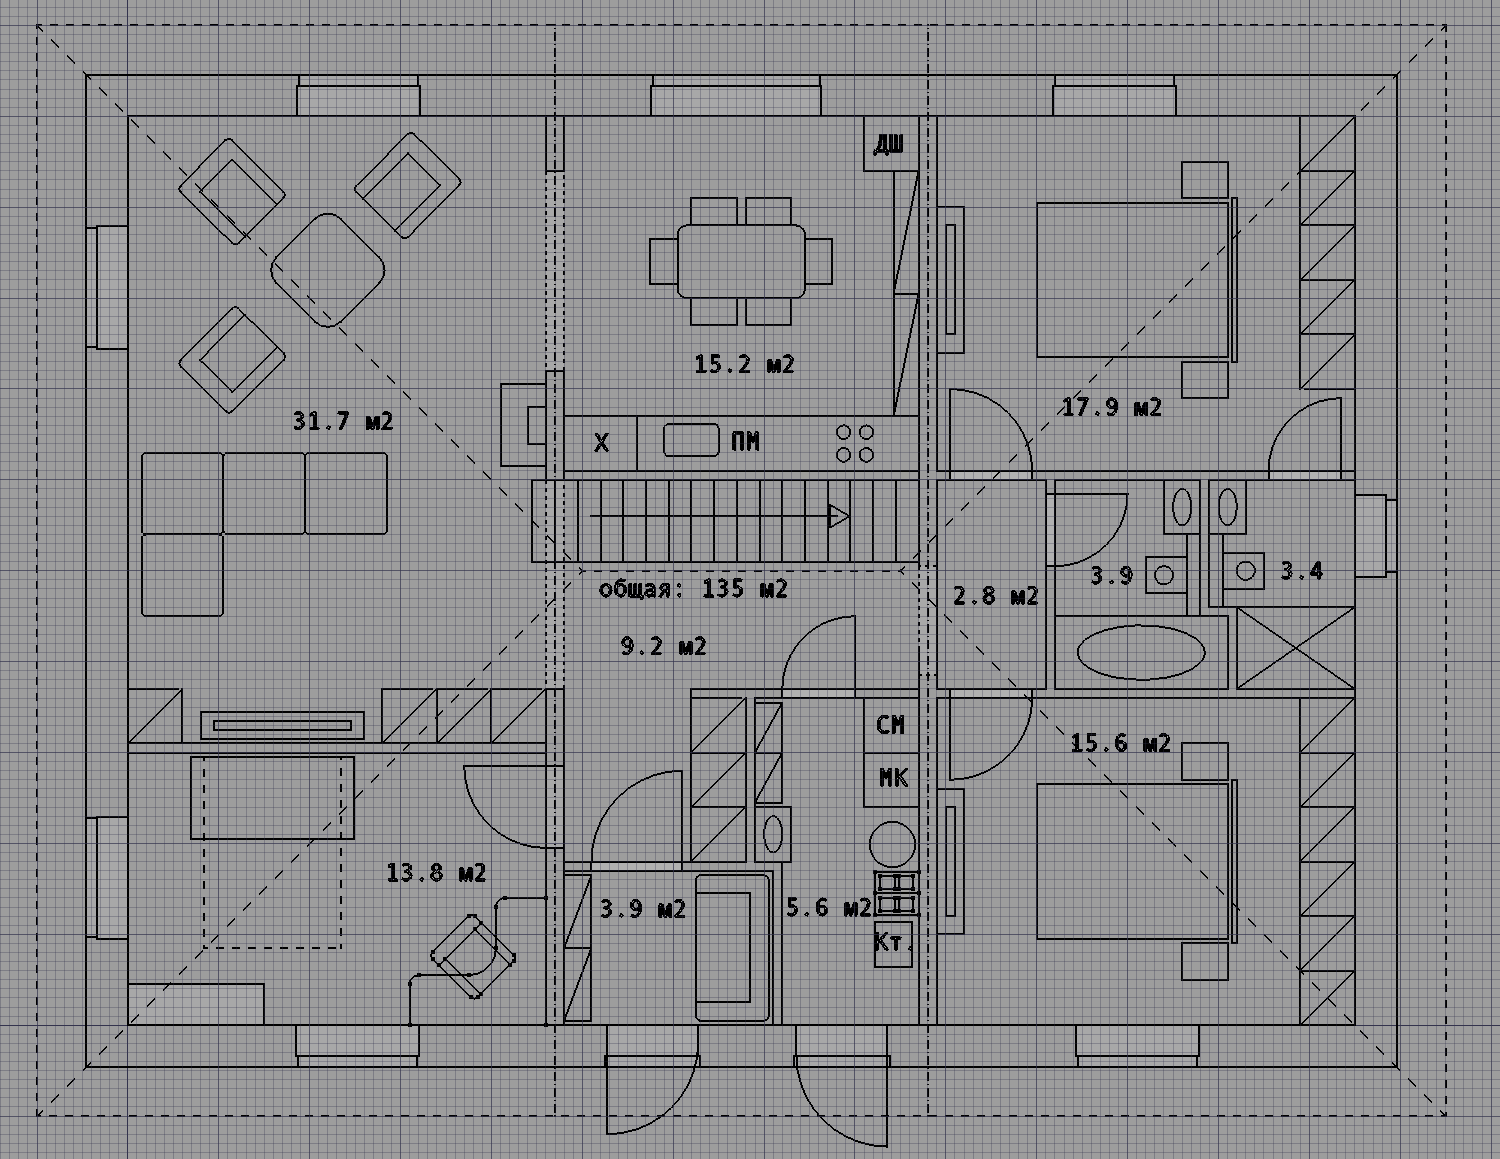 ДШ
15.2 м2
31.7 м2
17.9 м2
Х
ПМ
общая: 135 м2
2.8 м2
3.9
3.4
9.2 м2
СМ
МК
15.6 м2
13.8 м2
3.9 м2
5.6 м2
Кт.